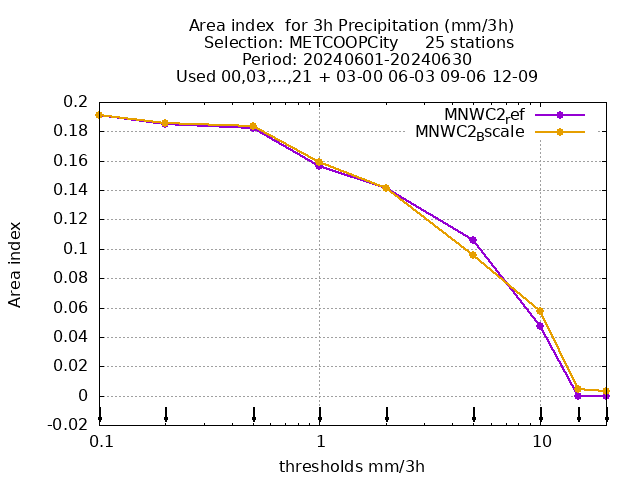 Area index  for 3h Precipitation (mm/3h)
Selection: METCOOPCity     25 stations
Period: 20240601-20240630
Used 00,03,...,21 + 03-00 06-03 09-06 12-09
MNWC2ref
MNWC2Bscale
0.2
0.18
0.16
0.14
0.12
0.1
0.08
0.06
0.04
0.02
0
-0.02
Area index
0.1 1 10
thresholds mm/3h